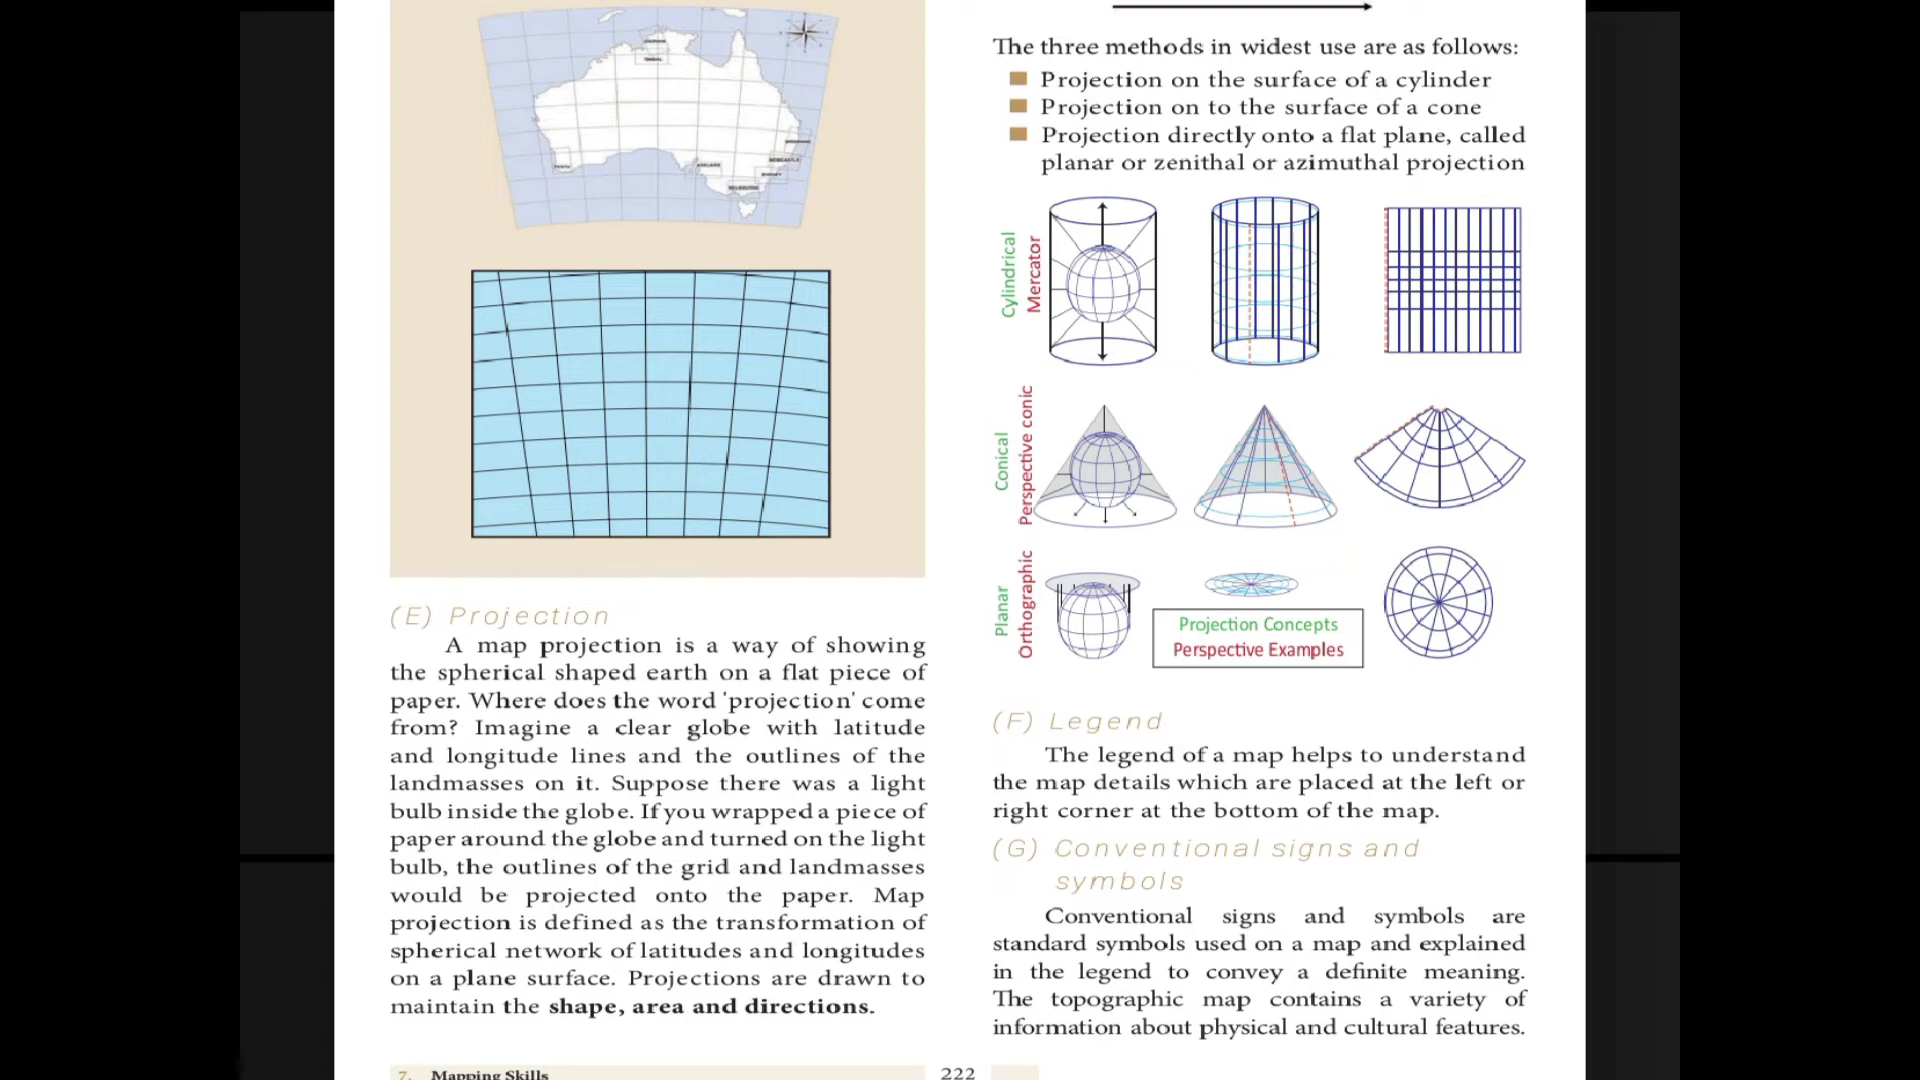 DARWIN
TINDAL
PERTH
ADELAIDE
BRISBANE
NEWCASTLE
SYDNEY
MELBOURNE
(E) Projection
A map projection is a way of showing
the spherical shaped earth on a flat piece of
paper. Where does the word 'projection' come
from? Imagine a clear globe with latitude
and longitude lines and the outlines of the
landmasses on it. Suppose there was a light
bulb inside the globe. If you wrapped a piece of
paper around the globe and turned on the light
bulb, the outlines of the grid and landmasses
would be projected onto the paper. Map
projection is defined as the transformation of
spherical network of latitudes and longitudes
on a plane surface. Projections are drawn to
maintain the shape, area and directions.
The three methods in widest use are as follows:
Projection on the surface of a cylinder
Projection on to the surface of a cone
Projection directly onto a flat plane, called
planar or zenithal or azimuthal projection
Cylindrical
Mercator
Conical
Perspective conic
Planar
Orthographic
Projection Concepts
Perspective Examples
(F) Legend
The legend of a map helps to understand
the map details which are placed at the left or
right corner at the bottom of the map.
(G) Conventional signs and
symbols
Conventional signs and symbols are
standard symbols used on a map and explained
in the legend to convey a definite meaning.
The topographic map contains a variety of
information about physical and cultural features.
7. Mapping Skills
222